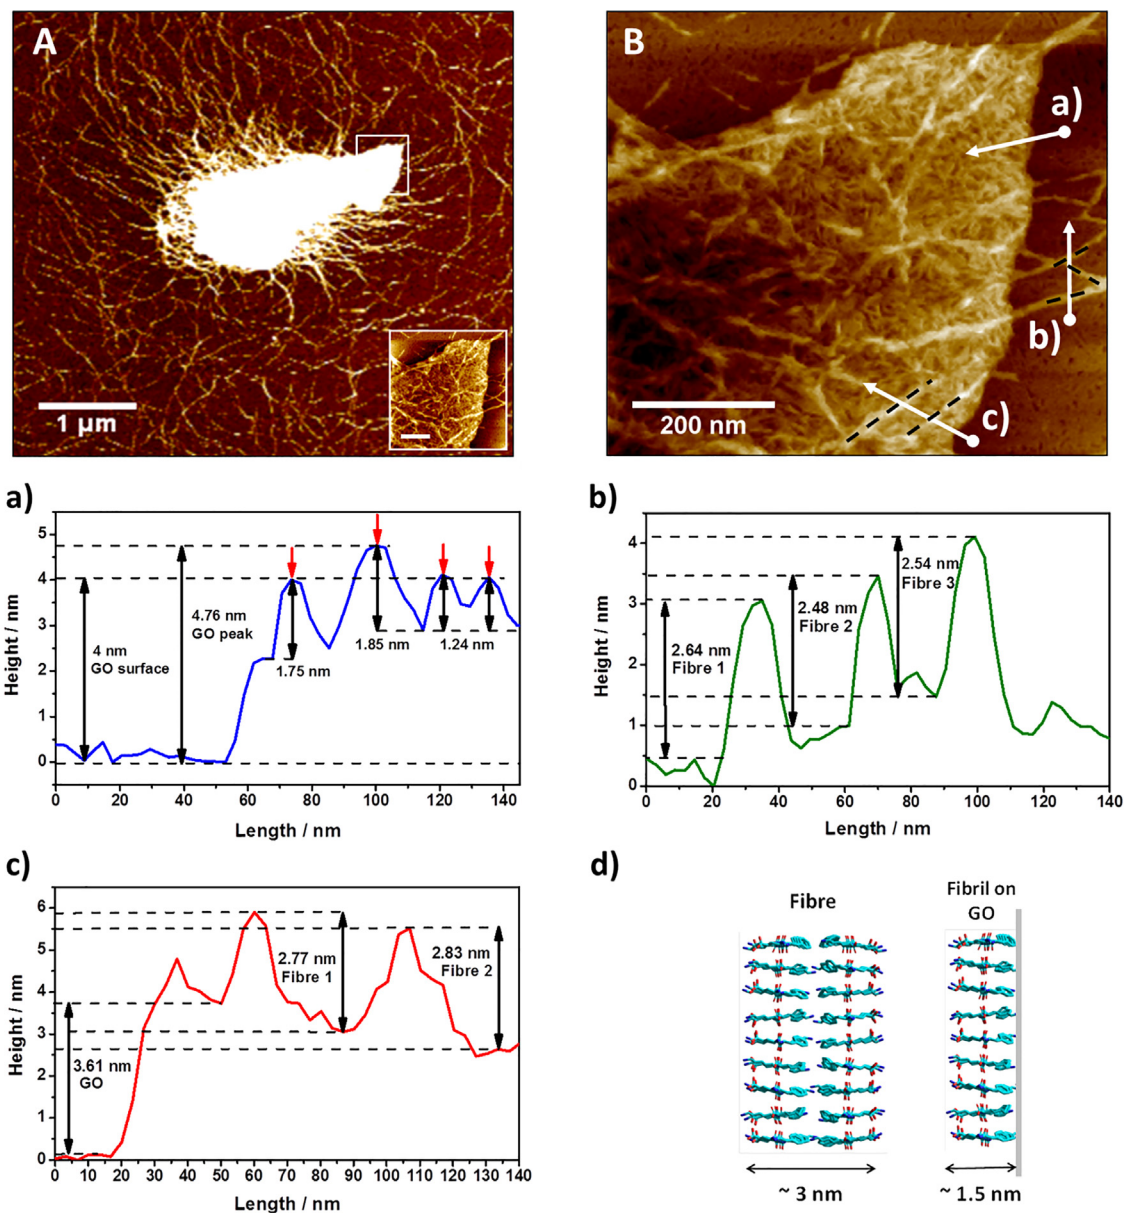 A
1 µm
B
a)
b)
c)
200 nm
a)
Height / nm
5
4
3
2
1
0
4 nm
GO surface
4.76 nm
GO peak
1.75 nm
1.85 nm
1.24 nm
0 20 40 60 80 100 120 140
Length / nm
b)
Height / nm
4
3
2
1
0
2.64 nm
Fibre 1
2.48 nm
Fibre 2
2.54 nm
Fibre 3
0 20 40 60 80 100 120 140
Length / nm
c)
Height / nm
6
5
4
3
2
1
0
3.61 nm
GO
2.77 nm
Fibre 1
2.83 nm
Fibre 2
0 10 20 30 40 50 60 70 80 90 100 110 120 130 140
Length / nm
d)
Fibre
Fibril on
GO
~ 3 nm
~ 1.5 nm